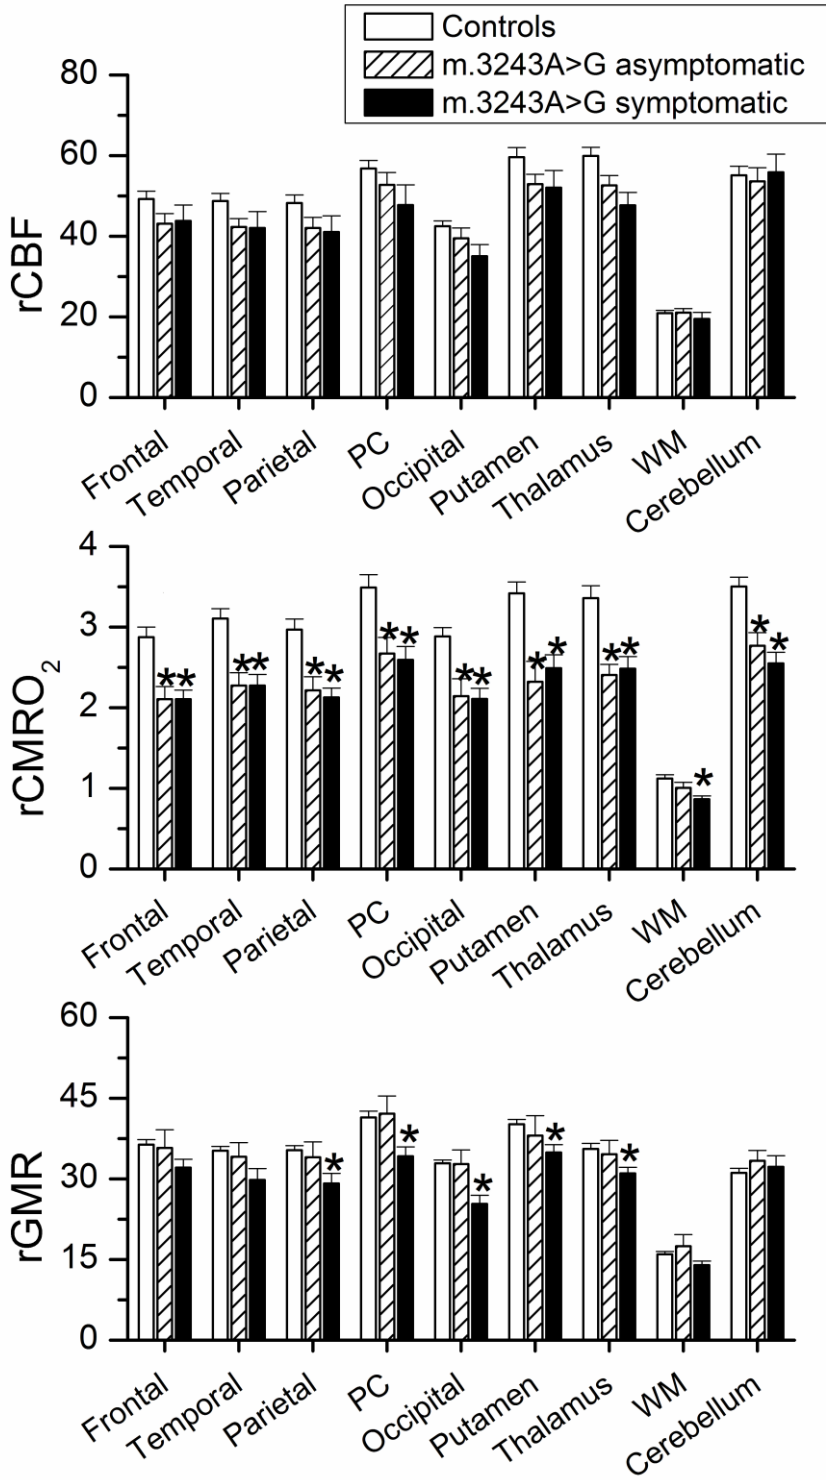 Controls
m.3243A>G asymptomatic
m.3243A>G symptomatic
rCBF
80
60
40
20
0
Frontal
Temporal
Parietal
PC
Occipital
Putamen
Thalamus
WM
Cerebellum
rCMRO₂
4
3
2
1
0
* * * * * * * * * * * * * * * * *
Frontal
Temporal
Parietal
PC
Occipital
Putamen
Thalamus
WM
Cerebellum
rGMR
60
45
30
15
0
* * * * *
Frontal
Temporal
Parietal
PC
Occipital
Putamen
Thalamus
WM
Cerebellum